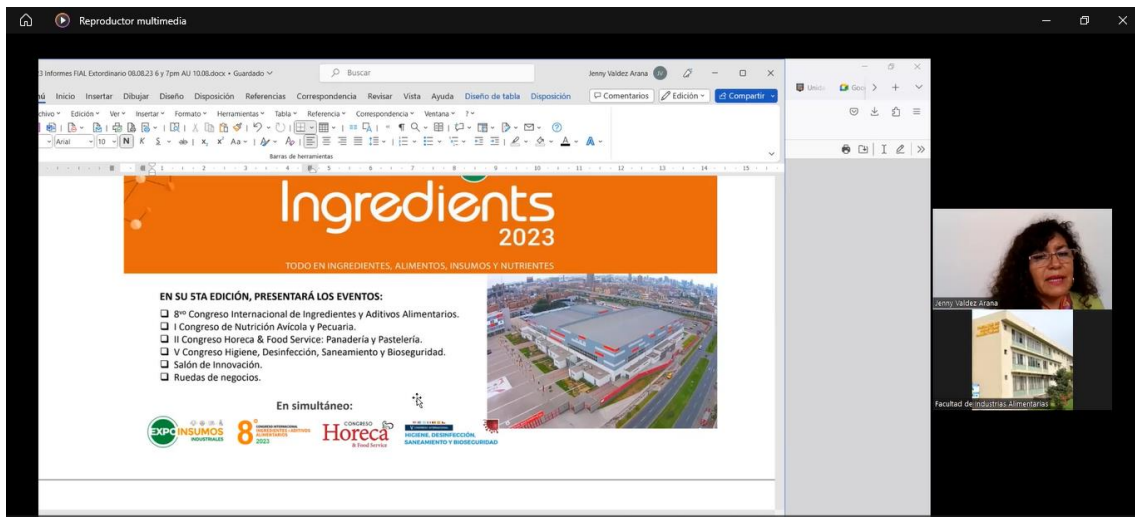 Reproductor multimedia
3 Informes FIAL Extordinario 08.08.23 6 y 7pm AU 10.08.docx • Guardado
Buscar
Jenny Valdez Arana
Inicio Insertar Dibujar Diseño Disposición Referencias Correspondencia Revisar Vista Ayuda Diseño de tabla Disposición
Comentarios Edición Compartir
chivo Edición Ver Insertar Formato Herramientas Tabla Referencia Correspondencia Ventana ?
Arial 10 N K S
Barras de herramientas
Ingredients
2023
TODO EN INGREDIENTES, ALIMENTOS, INSUMOS Y NUTRIENTES
EN SU 5TA EDICIÓN, PRESENTARÁ LOS EVENTOS:
8vo Congreso Internacional de Ingredientes y Aditivos Alimentarios.
I Congreso de Nutrición Avícola y Pecuaria.
II Congreso Horeca & Food Service: Panadería y Pastelería.
V Congreso Higiene, Desinfección, Saneamiento y Bioseguridad.
Salón de Innovación.
Ruedas de negocios.
En simultáneo:
EXPO INSUMOS
INDUSTRIALES
8° CONGRESO INTERNACIONAL
INGREDIENTES y ADITIVOS
ALIMENTARIOS
2023
CONGRESO
Horeca
& Food Service
HIGIENE, DESINFECCIÓN,
SANEAMIENTO Y BIOSEGURIDAD
Jenny Valdez Arana
Facultad de Industrias Alimentarias